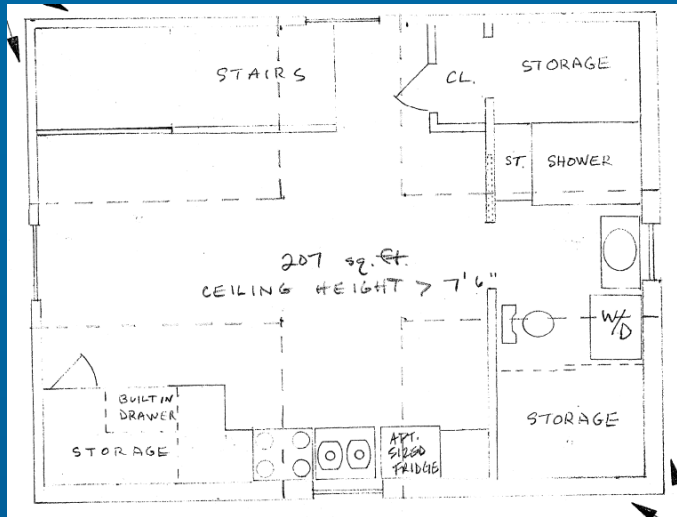 STAIRS
CL.
STORAGE
ST.
SHOWER
207 sq. ft.
CEILING HEIGHT > 7'6"
W/D
BUILT IN
DRAWER
STORAGE
APT.
SIZED
FRIDGE
STORAGE